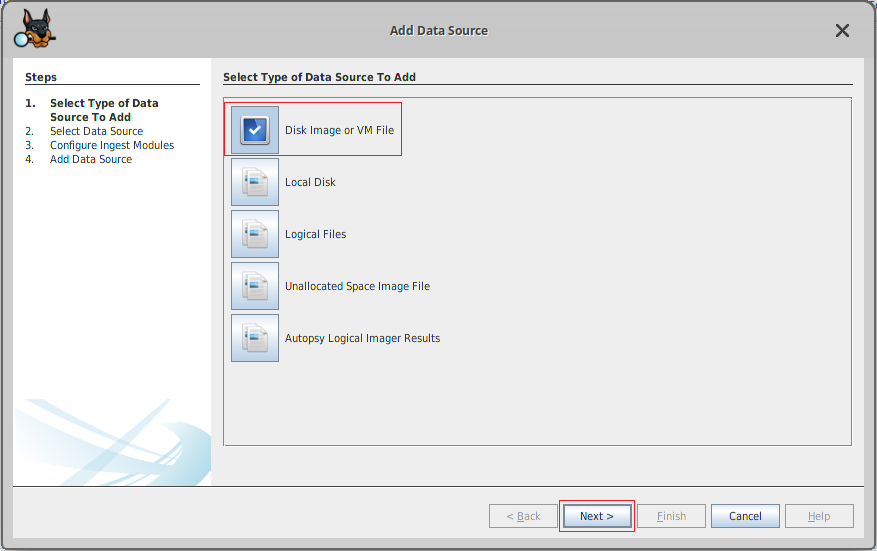 Add Data Source
Steps
1. Select Type of Data
Source To Add
2. Select Data Source
3. Configure Ingest Modules
4. Add Data Source
Select Type of Data Source To Add
Disk Image or VM File
Local Disk
Logical Files
Unallocated Space Image File
Autopsy Logical Imager Results
< Back
Next >
Finish
Cancel
Help